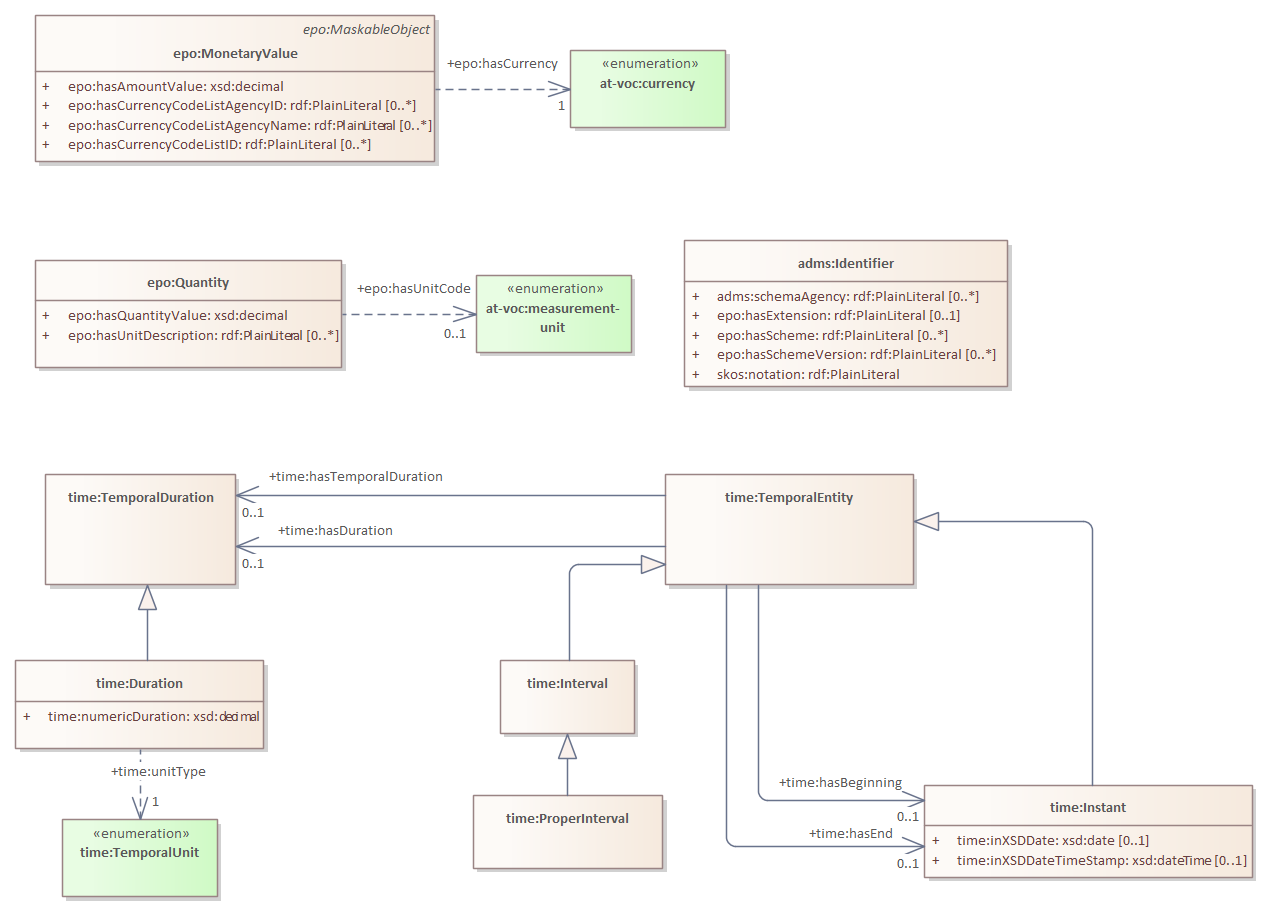 epo:MaskableObject
epo:MonetaryValue
+ epo:hasAmountValue: xsd:decimal
+ epo:hasCurrencyCodeListAgencyID: rdf:PlainLiteral [0..*]
+ epo:hasCurrencyCodeListAgencyName: rdf:PlainLiteral [0..*]
+ epo:hasCurrencyCodeListID: rdf:PlainLiteral [0..*]
+epo:hasCurrency
1
«enumeration»
at-voc:currency
epo:Quantity
+ epo:hasQuantityValue: xsd:decimal
+ epo:hasUnitDescription: rdf:PlainLiteral [0..*]
+epo:hasUnitCode
0..1
«enumeration»
at-voc:measurement-
unit
adms:Identifier
+ adms:schemaAgency: rdf:PlainLiteral [0..*]
+ epo:hasExtension: rdf:PlainLiteral [0..1]
+ epo:hasScheme: rdf:PlainLiteral [0..*]
+ epo:hasSchemeVersion: rdf:PlainLiteral [0..*]
+ skos:notation: rdf:PlainLiteral
time:TemporalDuration
+time:hasTemporalDuration
0..1
+time:hasDuration
0..1
time:TemporalEntity
time:Duration
+ time:numericDuration: xsd:decimal
+time:unitType
1
«enumeration»
time:TemporalUnit
time:Interval
time:ProperInterval
+time:hasBeginning
0..1
+time:hasEnd
0..1
time:Instant
+ time:inXSDDate: xsd:date [0..1]
+ time:inXSDDateTimeStamp: xsd:dateTime [0..1]